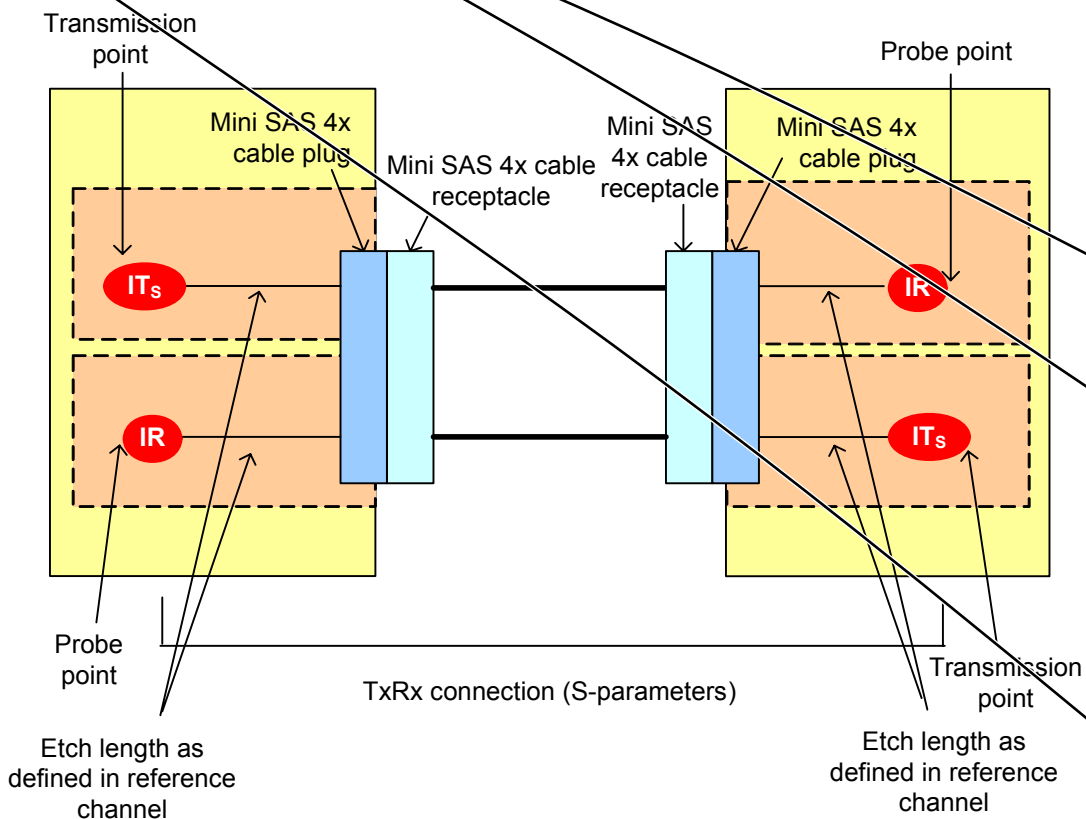 Transmission
point
Probe point
Mini SAS 4x
cable plug
Mini SAS 4x cable
receptacle
Mini SAS
4x cable
receptacle
Mini SAS 4x
cable plug
ITS
IR
IR
ITS
Probe
point
TxRx connection (S-parameters)
Transmission
point
Etch length as
defined in reference
channel
Etch length as
defined in reference
channel